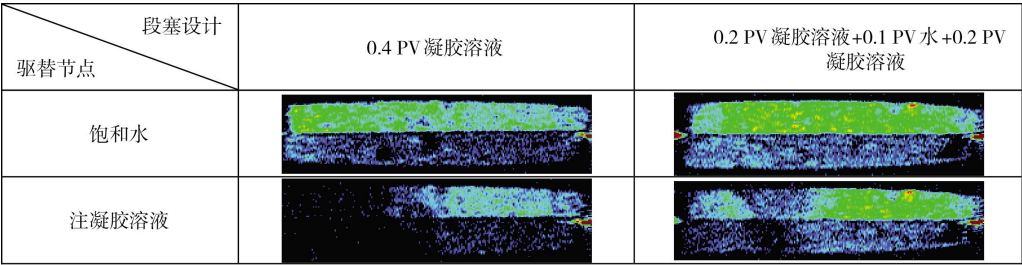 段塞设计
驱替节点
0.4 PV凝胶溶液
0.2 PV凝胶溶液+0.1 PV水+0.2 PV
凝胶溶液
饱和水
注凝胶溶液